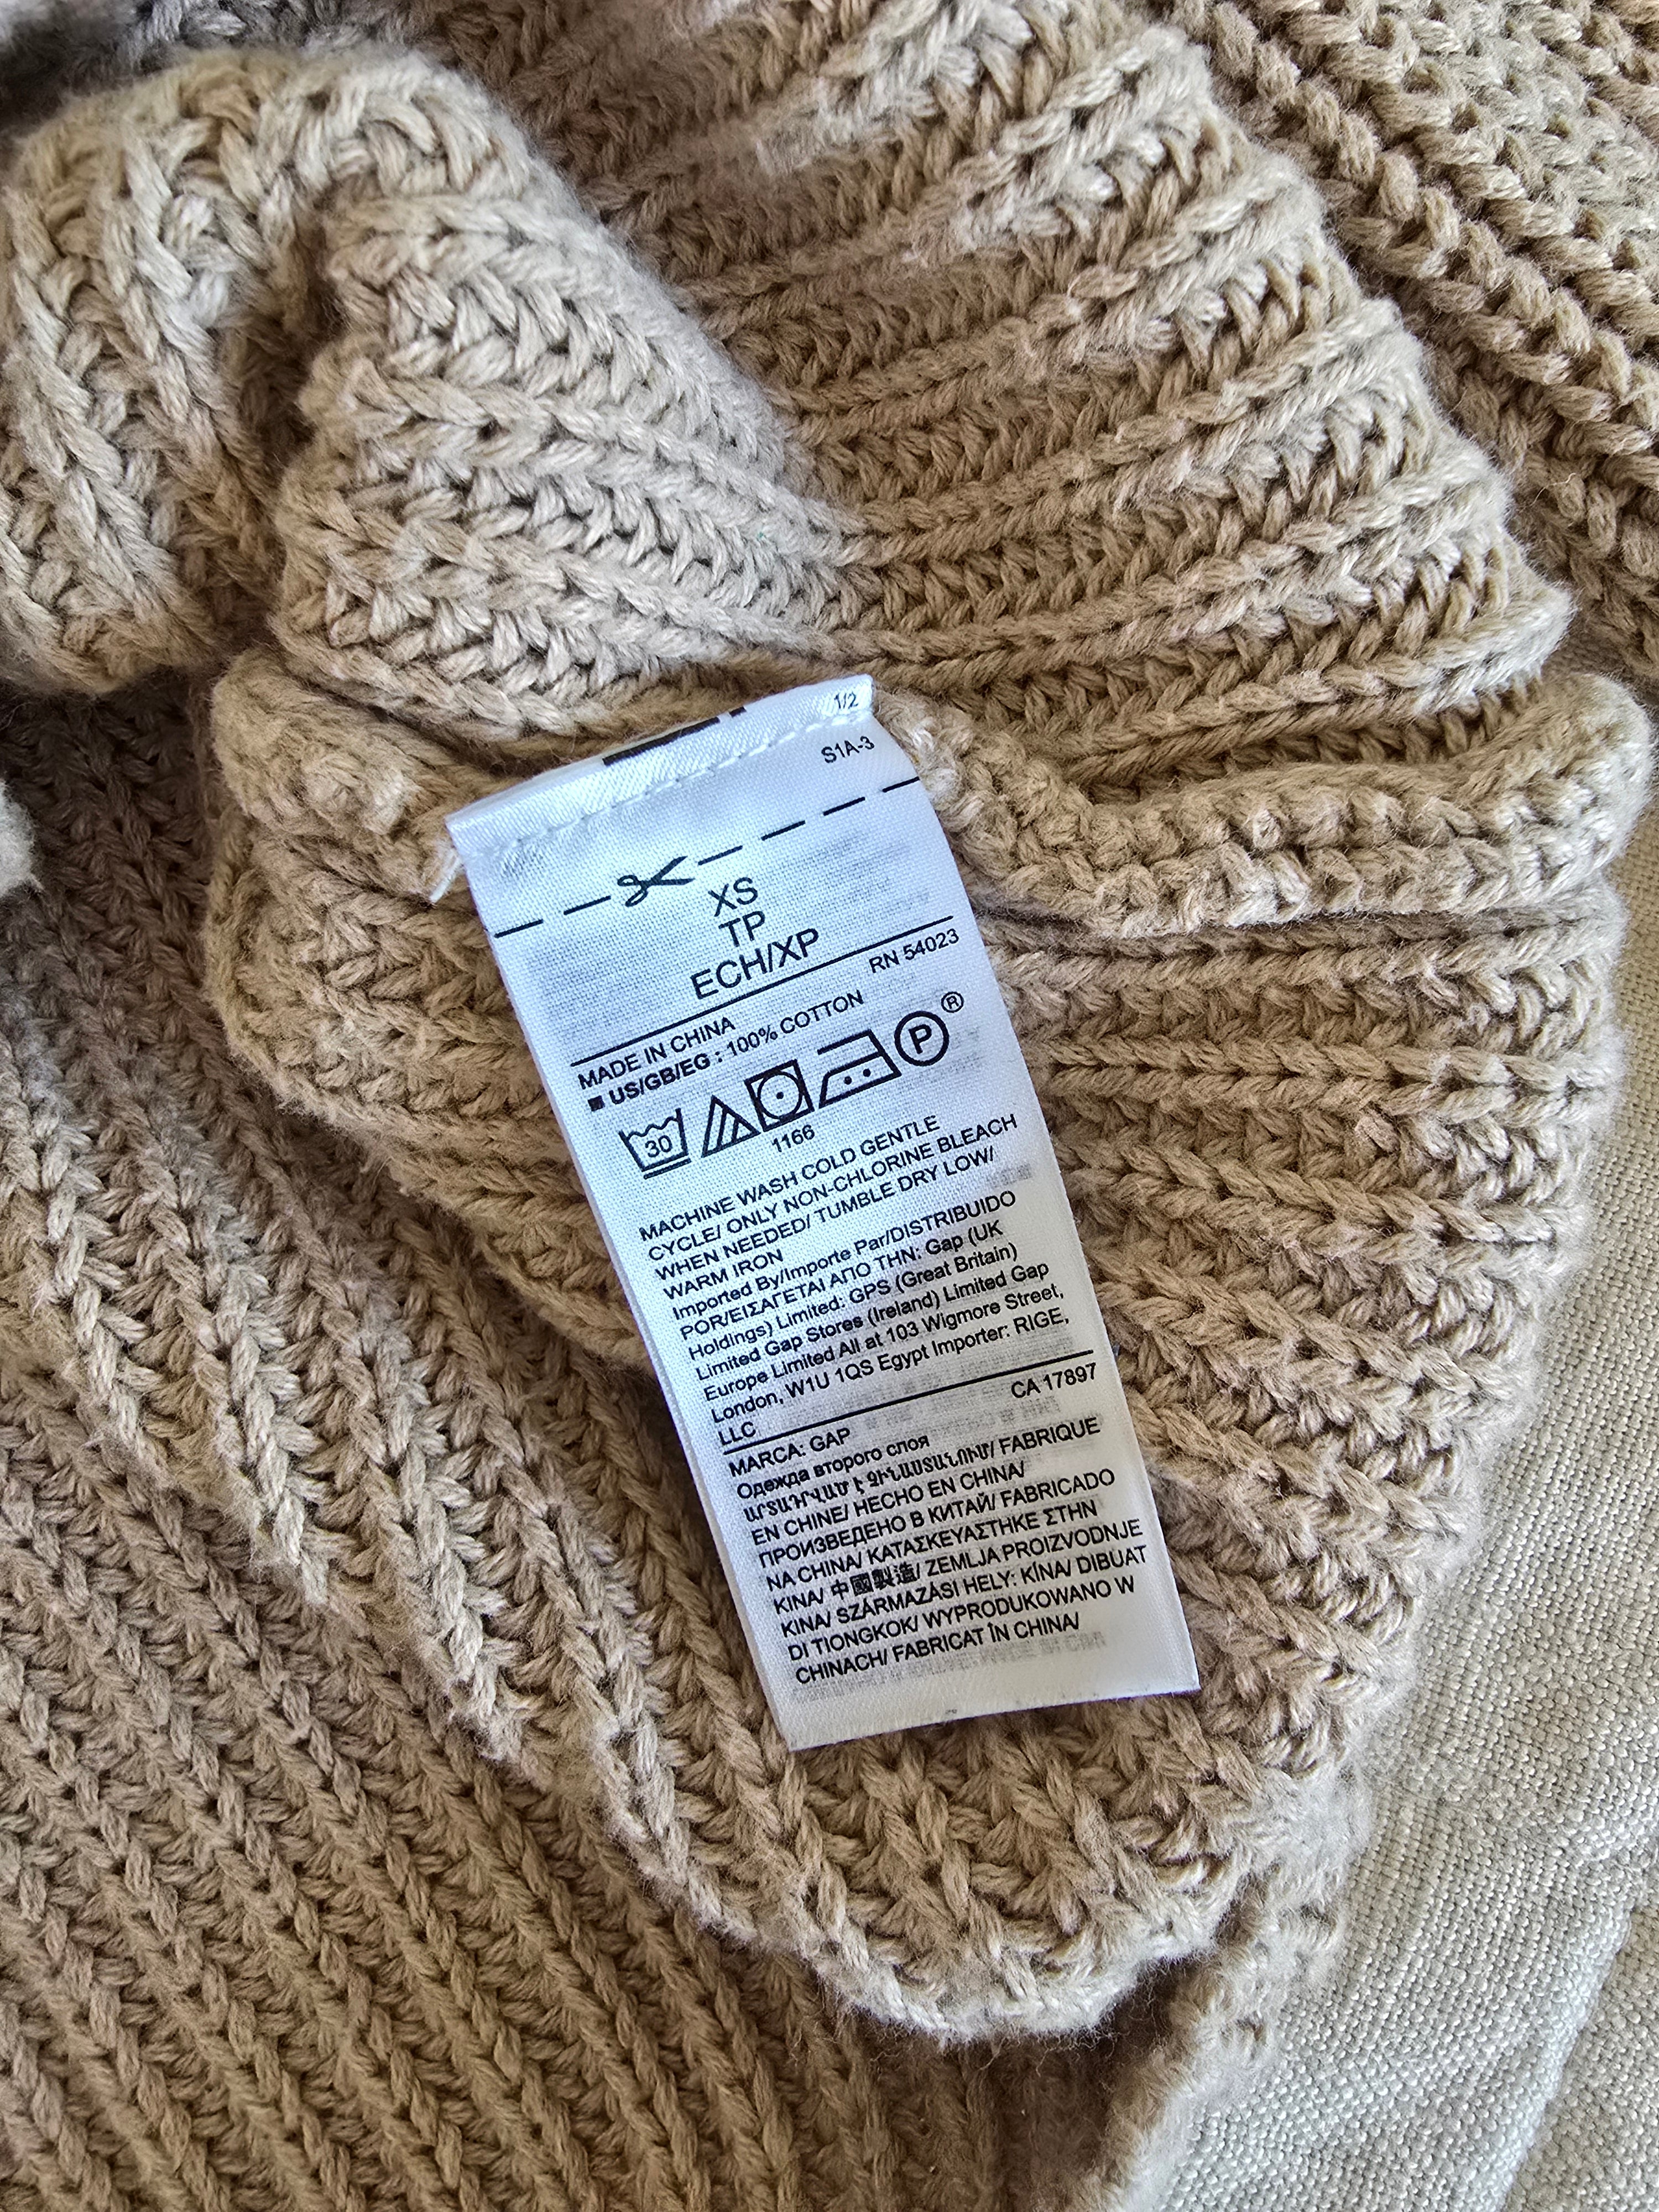 1/2
S1A-3
XS
TP
ECH/XP
RN 54023
MADE IN CHINA
■ US/GB/EG : 100% COTTON
30
P ®
1166
MACHINE WASH COLD GENTLE
CYCLE/ ONLY NON-CHLORINE BLEACH
WHEN NEEDED/ TUMBLE DRY LOW/
WARM IRON
Imported By/Importe Par/DISTRIBUIDO
POR/ΕΙΣΑΓΕΤΑΙ ΑΠΟ ΤΗΝ: Gap (UK
Holdings) Limited: GPS (Great Britain)
Limited Gap Stores (Ireland) Limited Gap
Europe Limited All at 103 Wigmore Street,
London, W1U 1QS Egypt Importer: RIGE,
LLC
CA 17897
MARCA: GAP
Одежда второго слоя
ԱՐՏԱԴՐՎԱԾ Է ՉԻՆԱՍՏԱՆՈՒՄ/ FABRIQUE
EN CHINE/ HECHO EN CHINA/
ПРОИЗВЕДЕНО В КИТАЙ/ FABRICADO
NA CHINA/ ΚΑΤΑΣΚΕΥΑΣΤΗΚΕ ΣΤΗΝ
ΚΙΝΑ/ 中國製造/ ZEMLJA PROIZVODNJE
KINA/ SZÁRMAZÁSI HELY: KÍNA/ DIBUAT
DI TIONGKOK/ WYPRODUKOWANO W
CHINACH/ FABRICAT ÎN CHINA/